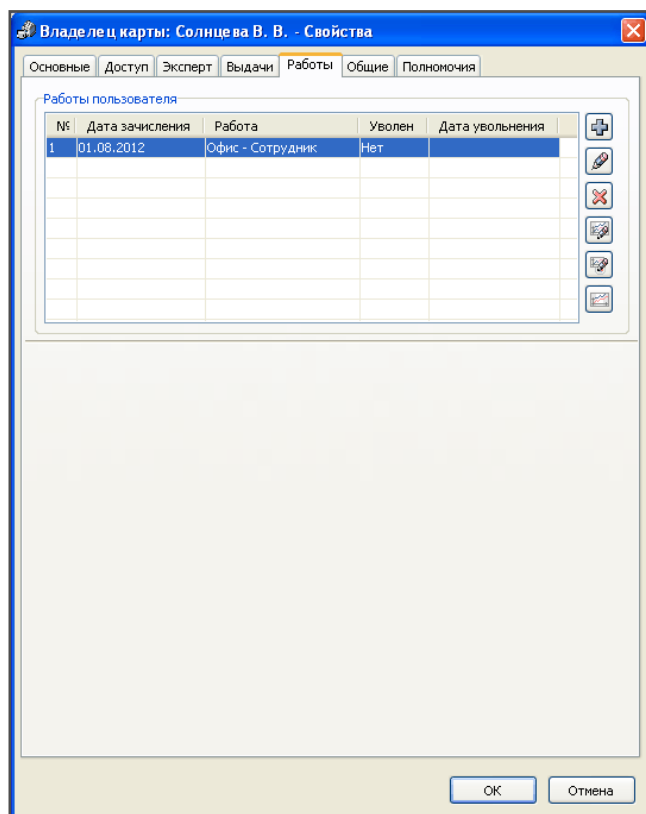 Владелец карты: Солнцева В. В. - Свойства
Основные Доступ Эксперт Выдачи Работы Общие Полномочия
Работы пользователя
№ Дата зачисления Работа Уволен Дата увольнения
1 01.08.2012 Офис - Сотрудник Нет
ОК Отмена